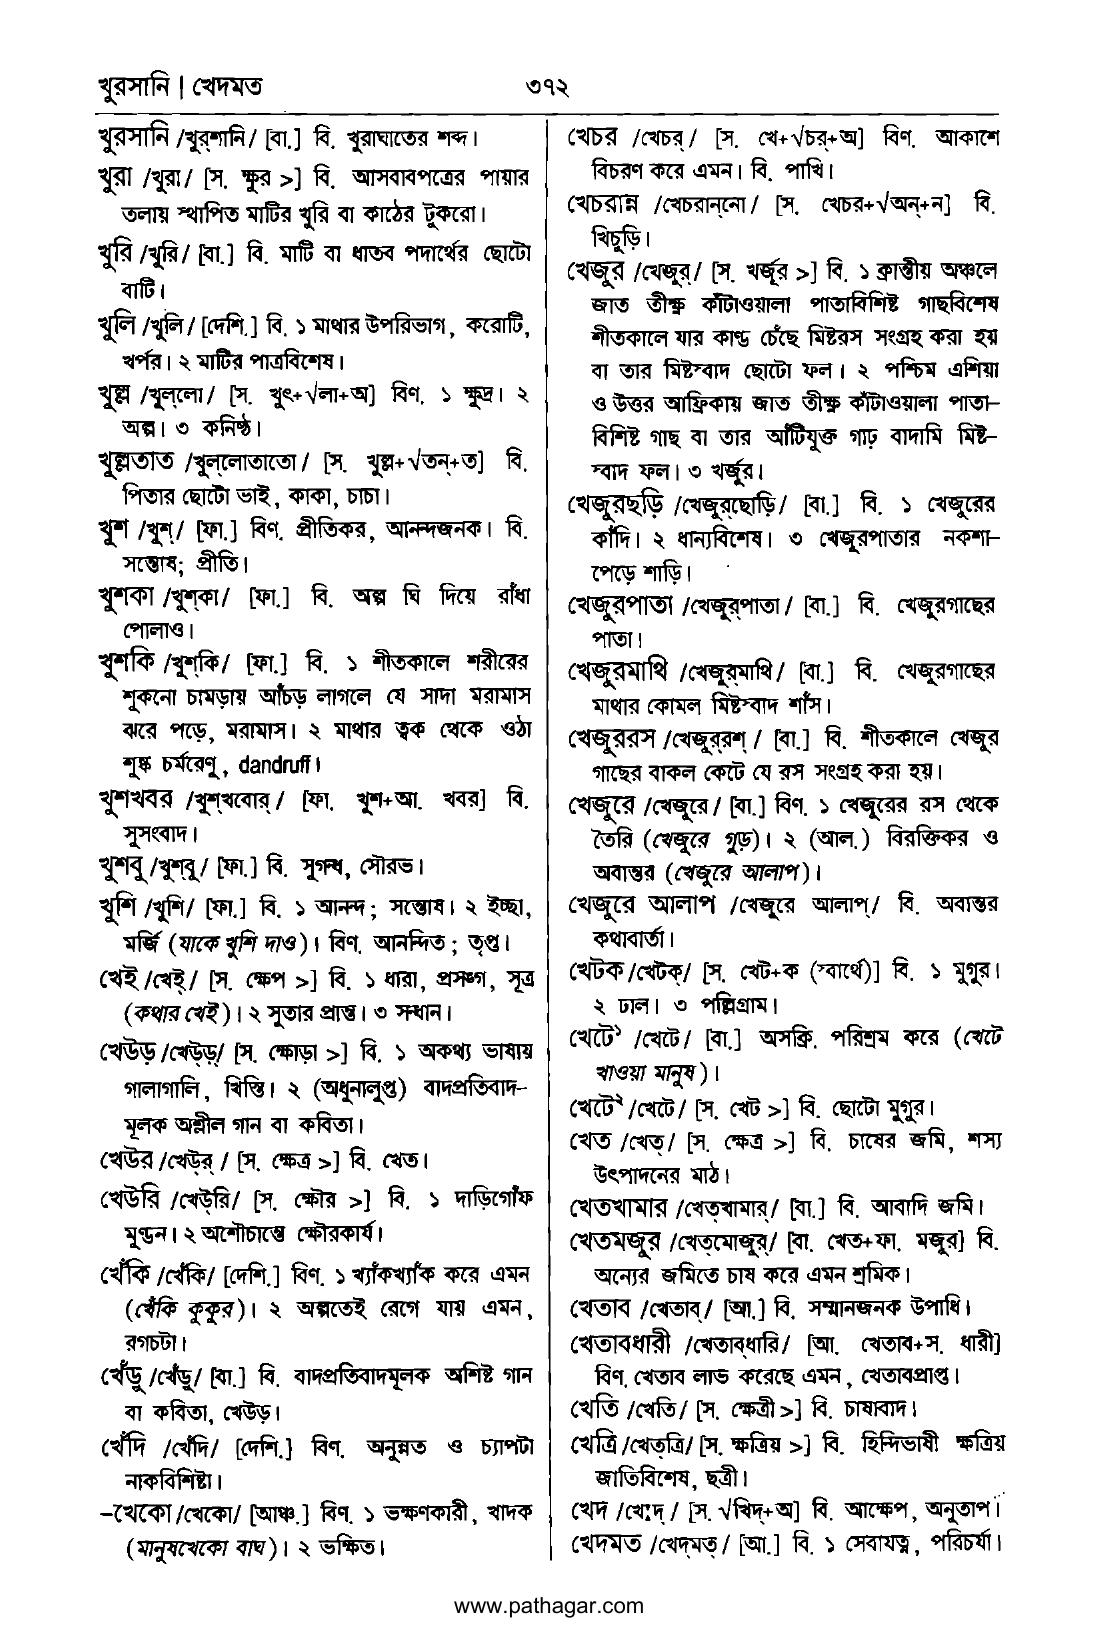 খুরসানি | খেদমত ৩৭২
খুরসানি /খুর্‌শানি/ [বা.] বি. খুরাঘাতের শব্দ।
খুরা /খুরা/ [স. ক্ষুর >] বি. আসবাবপত্রের পায়ার
তলায় স্থাপিত মাটির খুরি বা কাঠের টুকরো।
খুরি /খুরি/ [বা.] বি. মাটি বা ধাতব পদার্থের ছোটো
বাটি।
খুলি /খুলি/ [দেশি.] বি. ১ মাথার উপরিভাগ, করোটি,
খর্পর। ২ মাটির পাত্রবিশেষ।
খুল্ল /খুল্‌লো/ [স. খুৎ+√লা+অ] বিণ. ১ ক্ষুদ্র। ২
অল্প। ৩ কনিষ্ঠ।
খুল্লতাত /খুল্‌লোতাতো/ [স. খুল্ল+√তন্+ত] বি.
পিতার ছোটো ভাই, কাকা, চাচা।
খুশ /খুশ্/ [ফা.] বিণ. প্রীতিকর, আনন্দজনক। বি.
সন্তোষ; প্রীতি।
খুশকা /খুশ্‌কা/ [ফা.] বি. অল্প ঘি দিয়ে রাঁধা
পোলাও।
খুশকি /খুশ্‌কি/ [ফা.] বি. ১ শীতকালে শরীরের
শুকনো চামড়ায় আঁচড় লাগলে যে সাদা মরামাস
ঝরে পড়ে, মরামাস। ২ মাথার ত্বক থেকে ওঠা
শুষ্ক চর্মরেণু, dandruff।
খুশখবর /খুশ্‌খবোর্/ [ফা. খুশ+আ. খবর] বি.
সুসংবাদ।
খুশবু /খুশ্‌বু/ [ফা.] বি. সুগন্ধ, সৌরভ।
খুশি /খুশি/ [ফা.] বি. ১ আনন্দ; সন্তোষ। ২ ইচ্ছা,
মর্জি (যাকে খুশি দাও)। বিণ. আনন্দিত; তৃপ্ত।
খেই /খেই্/ [স. ক্ষেপ >] বি. ১ ধারা, প্রসঙ্গ, সূত্র
(কথার খেই)। ২ সুতার প্রান্ত। ৩ সন্ধান।
খেউড় /খেউ্ড়্/ [স. ক্ষোড়া >] বি. ১ অকথ্য ভাষায়
গালাগালি, খিস্তি। ২ (অধুনালুপ্ত) বাদপ্রতিবাদ-
মূলক অশ্লীল গান বা কবিতা।
খেউর /খেউ্র্/ [স. ক্ষেত্র >] বি. খেত।
খেউরি /খেউ্রি/ [স. ক্ষৌর >] বি. ১ দাড়িগোঁফ
মুণ্ডন। ২ অশৌচান্তে ক্ষৌরকার্য।
খেঁকি /খেঁকি/ [দেশি.] বিণ. ১ খ্যাঁকখ্যাঁক করে এমন
(খেঁকি কুকুর)। ২ অল্পতেই রেগে যায় এমন,
রগচটা।
খেঁড়ু /খেঁড়ু/ [বা.] বি. বাদপ্রতিবাদমূলক অশিষ্ট গান
বা কবিতা, খেউড়।
খেঁদি /খেঁদি/ [দেশি.] বিণ. অনুন্নত ও চ্যাপটা
নাকবিশিষ্টা।
-খেকো /খেকো/ [আঞ্চ.] বিণ. ১ ভক্ষণকারী, খাদক
(মানুষখেকো বাঘ)। ২ ভক্ষিত।
খেচর /খেচর্/ [স. খে+√চর্+অ] বিণ. আকাশে
বিচরণ করে এমন। বি. পাখি।
খেচরান্ন /খেচরান্‌নো/ [স. খেচর+√অন্+ন] বি.
খিচুড়ি।
খেজুর /খেজুর্/ [স. খর্জূর >] বি. ১ ক্রান্তীয় অঞ্চলে
জাত তীক্ষ্ণ কাঁটাওয়ালা পাতাবিশিষ্ট গাছবিশেষ
শীতকালে যার কাণ্ড চেঁছে মিষ্টরস সংগ্রহ করা হয়
বা তার মিষ্টস্বাদ ছোটো ফল। ২ পশ্চিম এশিয়া
ও উত্তর আফ্রিকায় জাত তীক্ষ্ণ কাঁটাওয়ালা পাতা-
বিশিষ্ট গাছ বা তার আঁটিযুক্ত গাঢ় বাদামি মিষ্ট-
স্বাদ ফল। ৩ খর্জুর।
খেজুরছড়ি /খেজুর্‌ছোড়ি/ [বা.] বি. ১ খেজুরের
কাঁদি। ২ ধান্যবিশেষ। ৩ খেজুরপাতার নকশা-
পেড়ে শাড়ি।
খেজুরপাতা /খেজুর্‌পাতা/ [বা.] বি. খেজুরগাছের
পাতা।
খেজুরমাথি /খেজুর্‌মাথি/ [বা.] বি. খেজুরগাছের
মাথার কোমল মিষ্টস্বাদ শাঁস।
খেজুররস /খেজুর্‌রশ্/ [বা.] বি. শীতকালে খেজুর
গাছের বাকল কেটে যে রস সংগ্রহ করা হয়।
খেজুরে /খেজুরে/ [বা.] বিণ. ১ খেজুরের রস থেকে
তৈরি (খেজুরে গুড়)। ২ (আল.) বিরক্তিকর ও
অবান্তর (খেজুরে আলাপ)।
খেজুরে আলাপ /খেজুরে আলাপ্/ বি. অবান্তর
কথাবার্তা।
খেটক /খেটক্/ [স. খেট+ক (স্বার্থে)] বি. ১ মুগুর।
২ ঢাল। ৩ পল্লিগ্রাম।
খেটে১ /খেটে/ [বা.] অসক্রি. পরিশ্রম করে (খেটে
খাওয়া মানুষ)।
খেটে২ /খেটে/ [স. খেট >] বি. ছোটো মুগুর।
খেত /খেত্/ [স. ক্ষেত্র >] বি. চাষের জমি, শস্য
উৎপাদনের মাঠ।
খেতখামার /খেত্‌খামার্/ [বা.] বি. আবাদি জমি।
খেতমজুর /খেত্‌মোজুর্/ [বা. খেত+ফা. মজুর] বি.
অন্যের জমিতে চাষ করে এমন শ্রমিক।
খেতাব /খেতাব্/ [আ.] বি. সম্মানজনক উপাধি।
খেতাবধারী /খেতাব্‌ধারি/ [আ. খেতাব+স. ধারী]
বিণ. খেতাব লাভ করেছে এমন, খেতাবপ্রাপ্ত।
খেতি /খেতি/ [স. ক্ষেত্রী >] বি. চাষাবাদ।
খেত্রি /খেত্‌ত্রি/ [স. ক্ষত্রিয় >] বি. হিন্দিভাষী ক্ষত্রিয়
জাতিবিশেষ, ছত্রী।
খেদ /খেদ্/ [স. √খিদ্+অ] বি. আক্ষেপ, অনুতাপ।
খেদমত /খেদ্‌মত্/ [আ.] বি. ১ সেবাযত্ন, পরিচর্যা।
www.pathagar.com